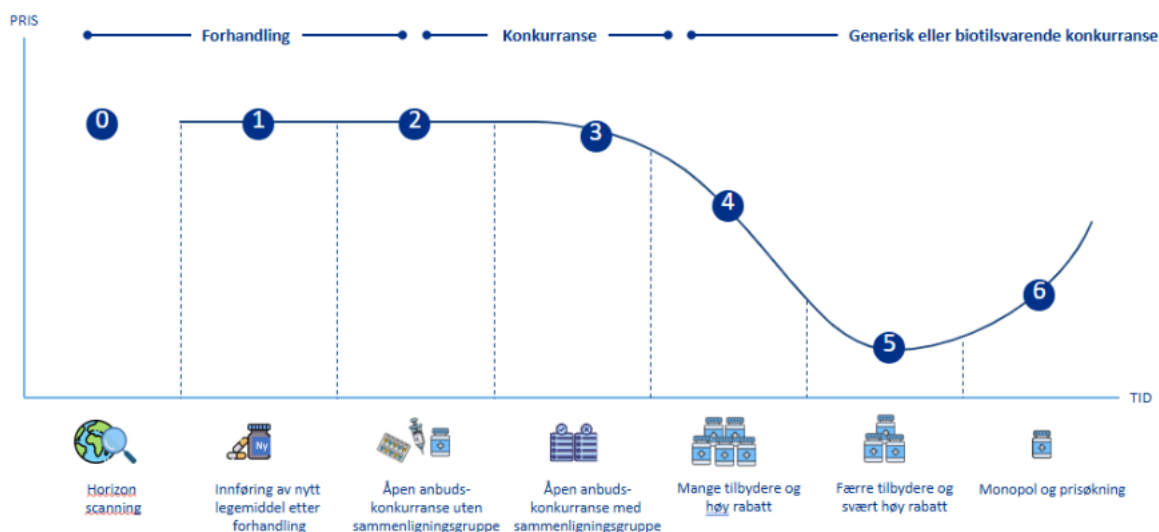 PRIS
Forhandling
Konkurranse
Generisk eller biotilsvarende konkurranse
0
1
2
3
4
5
6
TID
Ny
Horizon
scanning
Innføring av nytt
legemiddel etter
forhandling
Åpen anbuds-
konkurranse uten
sammenligningsgruppe
Åpen anbuds-
konkurranse med
sammenligningsgruppe
Mange tilbydere og
høy rabatt
Færre tilbydere og
svært høy rabatt
Monopol og prisøkning